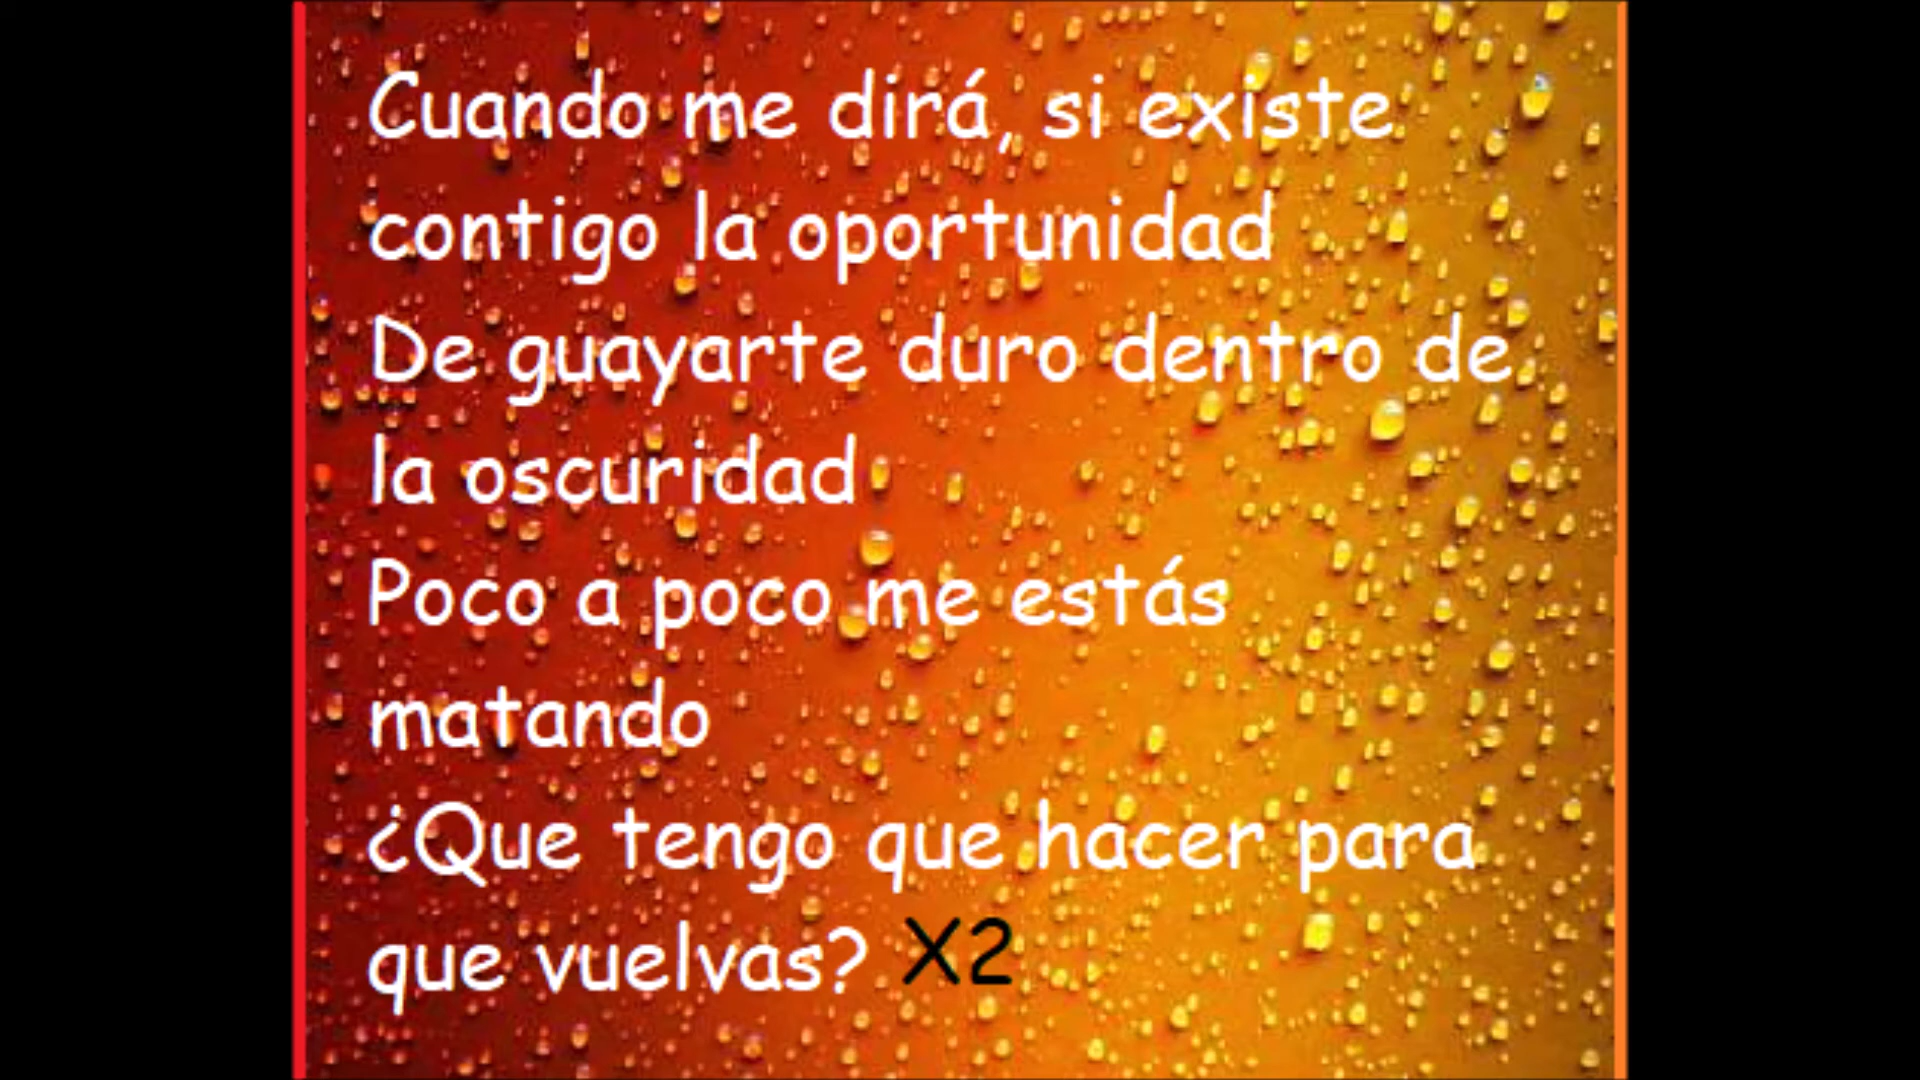 Cuando me dirá, si existe
contigo la oportunidad
De guayarte duro dentro de
la oscuridad
Poco a poco me estás
matando
¿Que tengo que hacer para
que vuelvas? X2